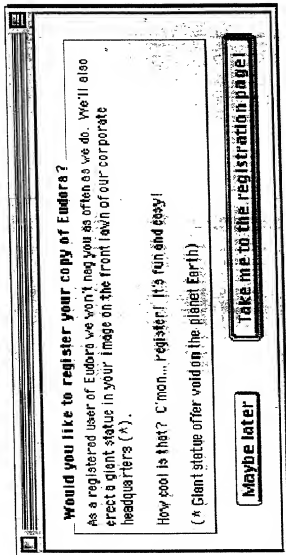 Would you like to register your copy of Eudora?
As a registered user of Eudora we won't nag you as often as we do. We'll also
erect a giant statue in your image on the front lawn of our corporate
headquarters (*).
How cool is that? C'mon... register! It's fun and easy!
(* Giant statue offer void on the planet Earth)
Maybe later
Take me to the registration page!